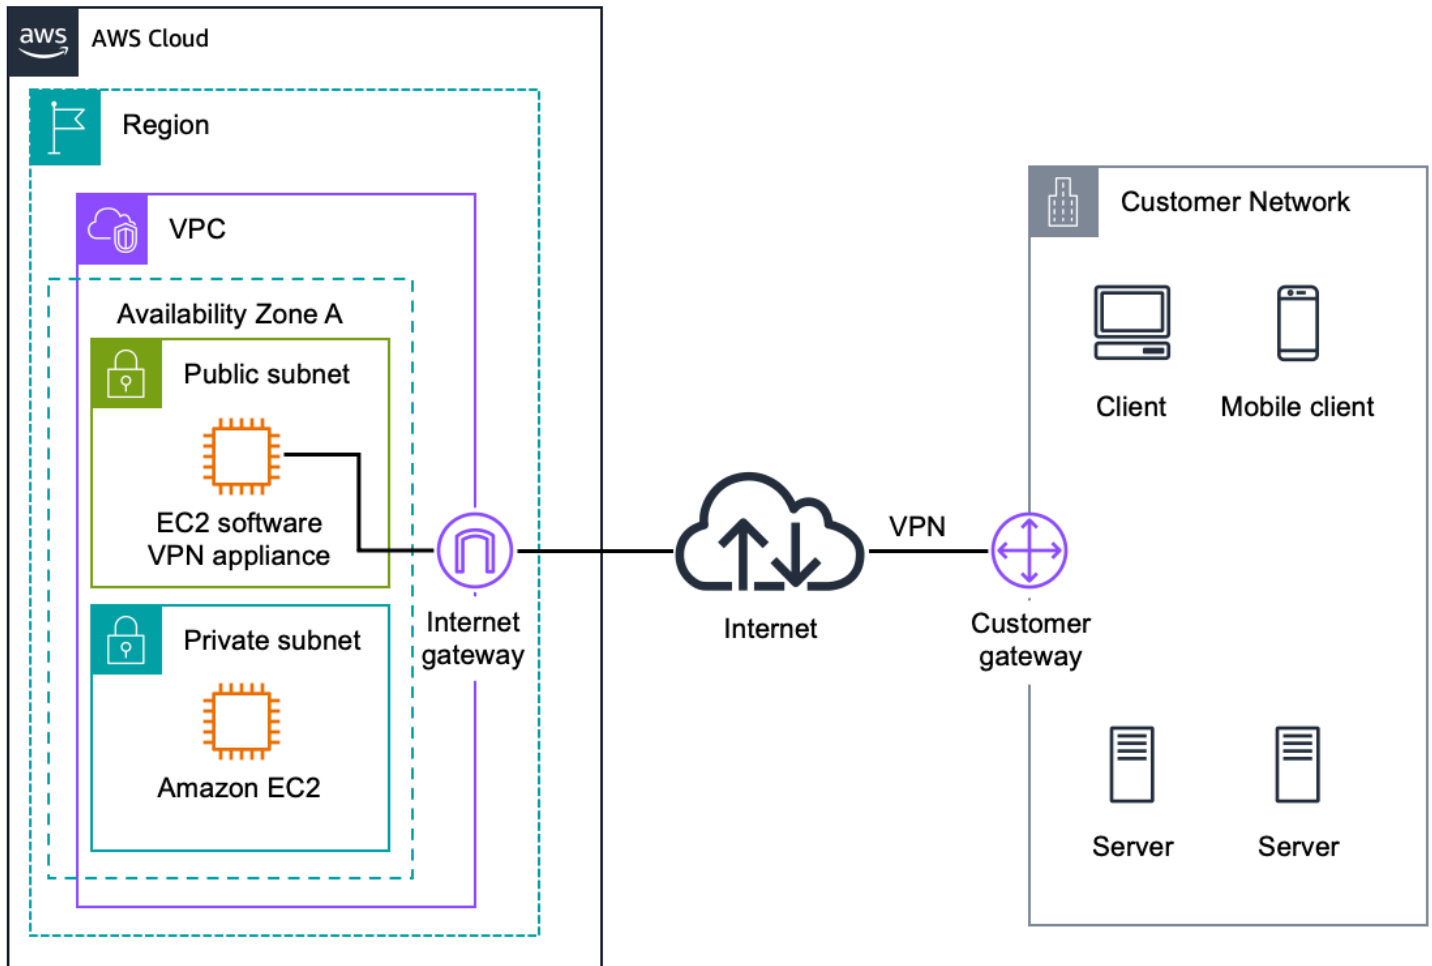 aws
AWS Cloud
Region
VPC
Availability Zone A
Public subnet
EC2 software
VPN appliance
Private subnet
Amazon EC2
Internet
gateway
Internet
VPN
Customer
gateway
Customer Network
Client
Mobile client
Server
Server